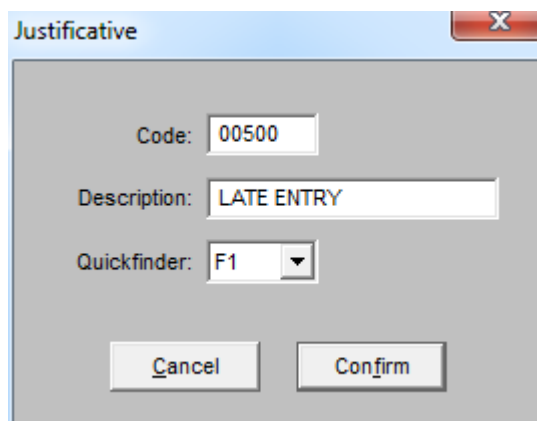 Justificative
Code: 00500
Description: LATE ENTRY
Quickfinder: F1
Cancel Confirm